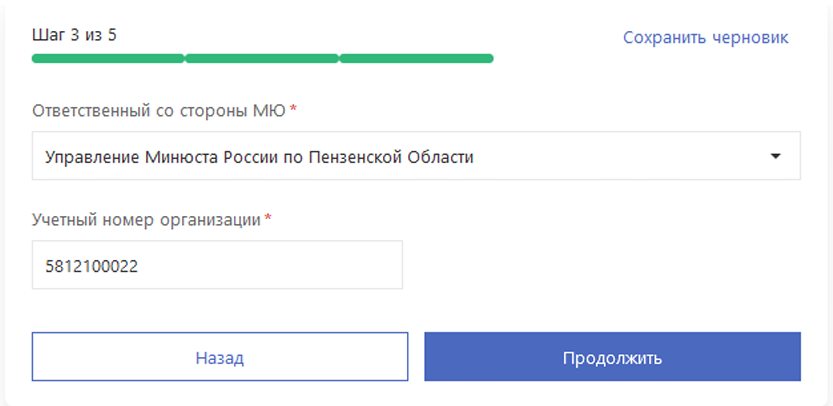 Шаг 3 из 5
Сохранить черновик
Ответственный со стороны МЮ *
Управление Минюста России по Пензенской Области
Учетный номер организации *
5812100022
Назад
Продолжить